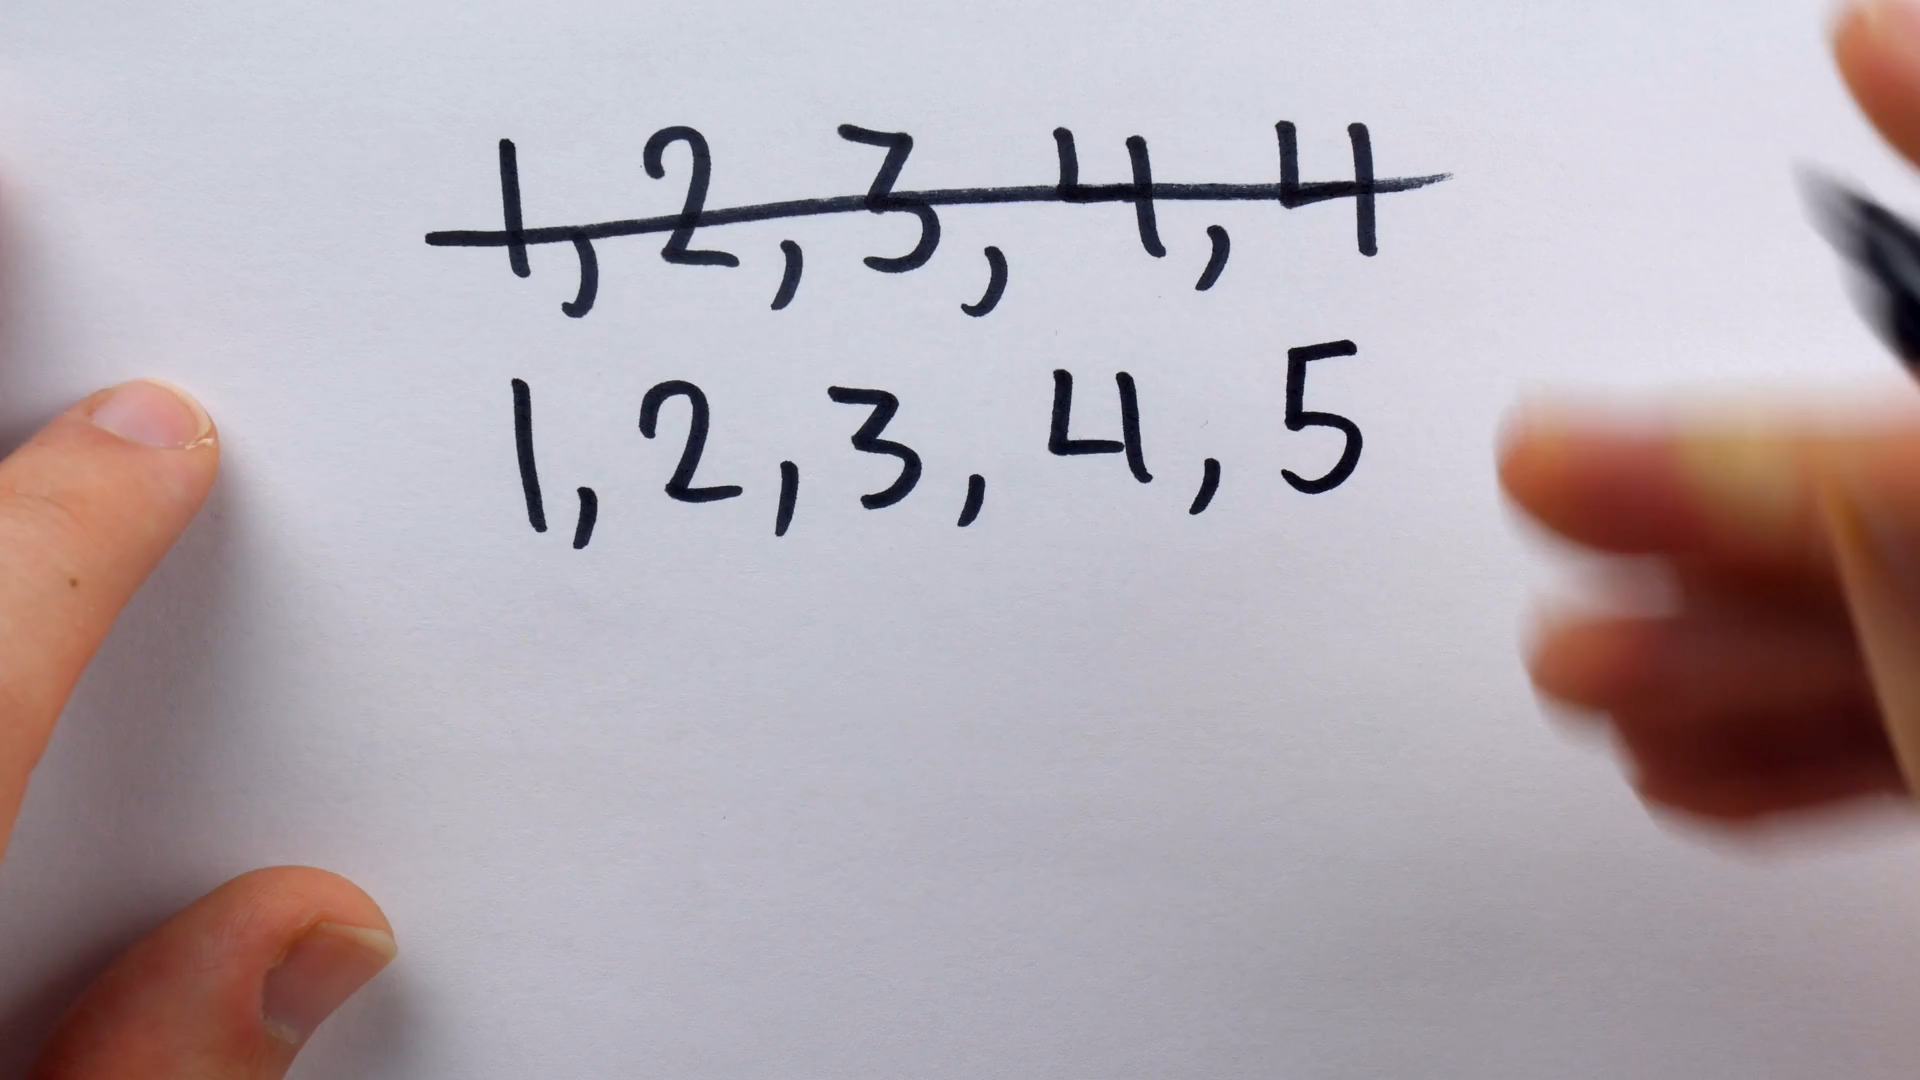 1, 2, 3, 4, 4
1, 2, 3, 4, 5